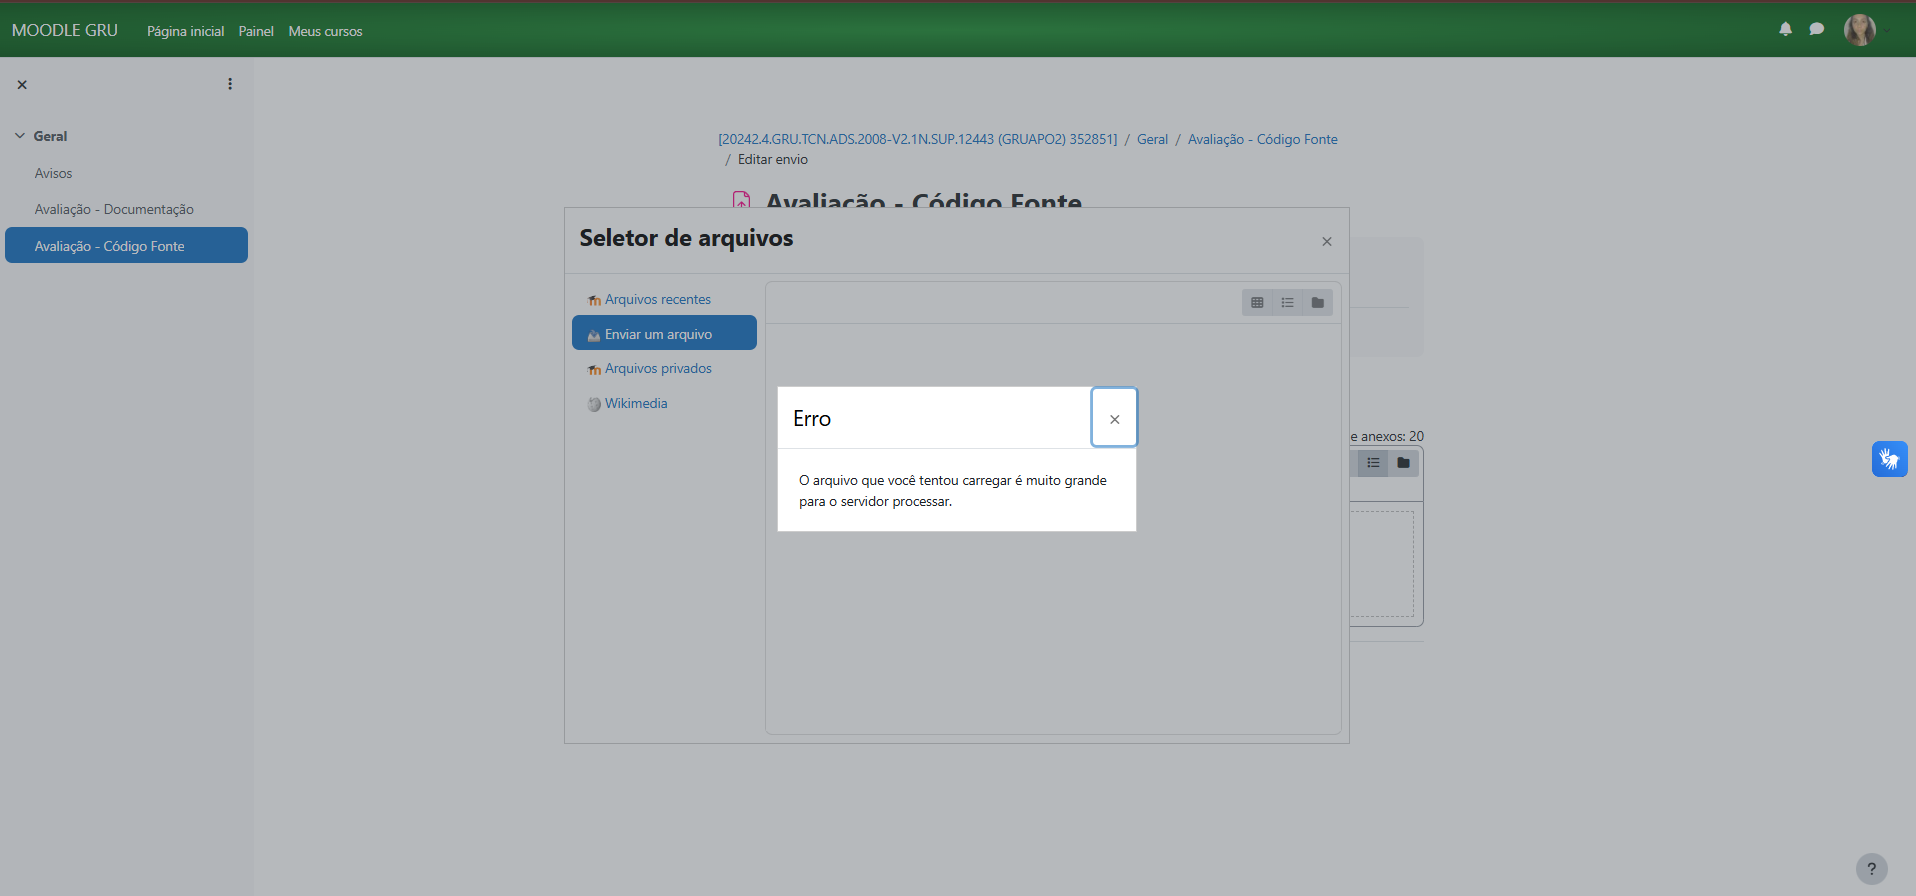 MOODLE GRU
Página inicial
Painel
Meus cursos
Geral
Avisos
Avaliação - Documentação
Avaliação - Código Fonte
[20242.4.GRU.TCN.ADS.2008-V2.1N.SUP.12443 (GRUAPO2) 352851] / Geral / Avaliação - Código Fonte
/ Editar envio
Avaliação - Código Fonte
Seletor de arquivos
×
Arquivos recentes
Enviar um arquivo
Arquivos privados
Wikimedia
Erro
×
O arquivo que você tentou carregar é muito grande
para o servidor processar.
e anexos: 20
?